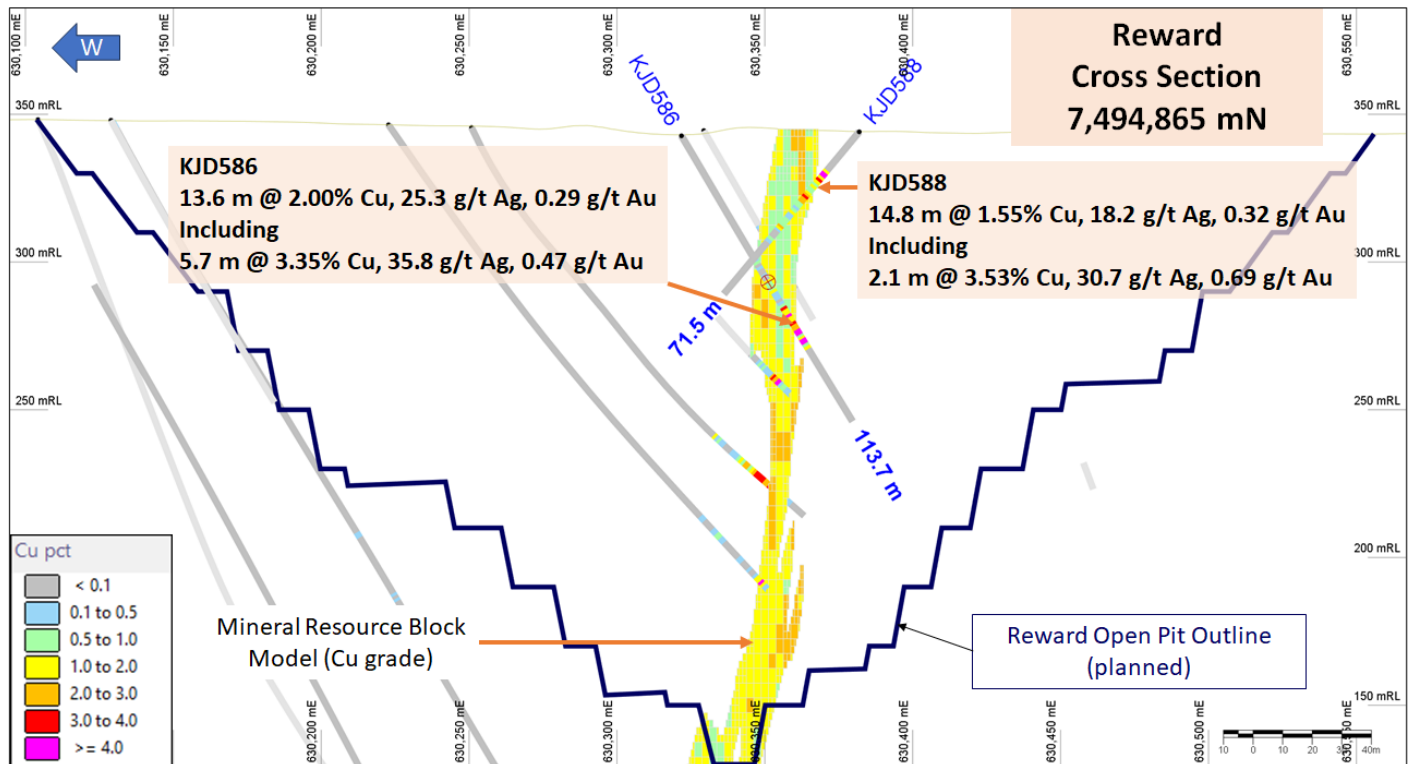 630,100 mE
630,150 mE
630,200 mE
630,250 mE
630,300 mE
630,350 mE
630,400 mE
630,550 mE
W
Reward
Cross Section
7,494,865 mN
KJD586
KJD588
350 mRL
350 mRL
KJD586
13.6 m @ 2.00% Cu, 25.3 g/t Ag, 0.29 g/t Au
Including
5.7 m @ 3.35% Cu, 35.8 g/t Ag, 0.47 g/t Au
KJD588
14.8 m @ 1.55% Cu, 18.2 g/t Ag, 0.32 g/t Au
Including
2.1 m @ 3.53% Cu, 30.7 g/t Ag, 0.69 g/t Au
300 mRL
300 mRL
71.5 m
250 mRL
250 mRL
113.7 m
200 mRL
Cu pct
< 0.1
0.1 to 0.5
0.5 to 1.0
1.0 to 2.0
2.0 to 3.0
3.0 to 4.0
>= 4.0
Mineral Resource Block
Model (Cu grade)
Reward Open Pit Outline
(planned)
150 mRL
630,200 mE
630,250 mE
630,300 mE
630,350 mE
630,400 mE
630,450 mE
630,500 mE
630,550 mE
10 0 10 20 30 40m